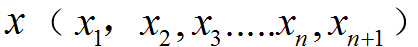 x（x₁，x₂,x₃.....xₙ,xₙ₊₁）